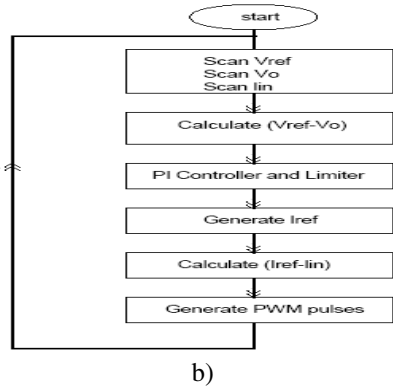 start
Scan Vref
Scan Vo
Scan Iin
Calculate (Vref-Vo)
PI Controller and Limiter
Generate Iref
Calculate (Iref-Iin)
Generate PWM pulses
b)